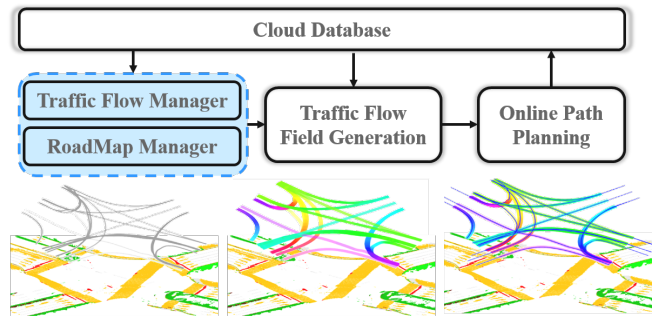 Cloud Database
Traffic Flow Manager
RoadMap Manager
Traffic Flow
Field Generation
Online Path
Planning